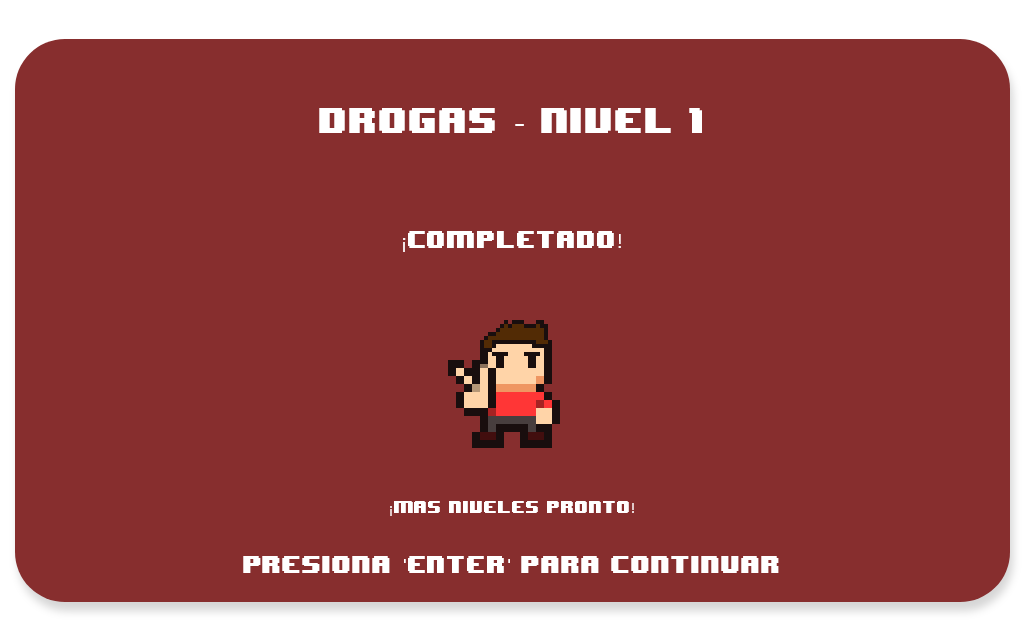 DROGAS - NIVEL 1
¡COMPLETADO!
¡MAS NIVELES PRONTO!
PRESIONA 'ENTER' PARA CONTINUAR